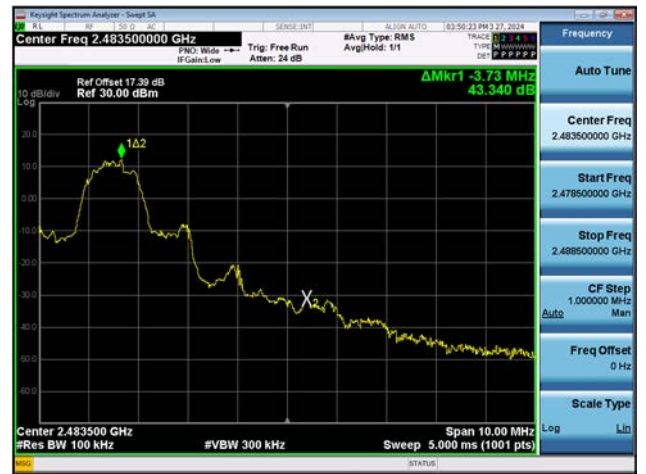 Keysight Spectrum Analyzer - Swept SA
RL RF 50 Ω AC SENSE:INT ALIGN AUTO 03:50:23 PM 3 27, 2024
Center Freq 2.483500000 GHz
PNO: Wide
IFGain:Low
Trig: Free Run
Atten: 24 dB
#Avg Type: RMS
Avg|Hold: 1/1
TRACE 1 2 3 4 5
TYPE M W W W W W
DET P P P P P P
Ref Offset 17.39 dB
Ref 30.00 dBm
10 dB/div
Log
ΔMkr1 -3.73 MHz
43.340 dB
20.0
10.0
0.00
-10.0
-20.0
-30.0
-40.0
-50.0
-60.0
1Δ2
2
Center 2.483500 GHz
#Res BW 100 kHz
#VBW 300 kHz
Span 10.00 MHz
Sweep 5.000 ms (1001 pts)
MSG
STATUS
Frequency
Auto Tune
Center Freq
2.483500000 GHz
Start Freq
2.478500000 GHz
Stop Freq
2.488500000 GHz
CF Step
1.000000 MHz
Auto Man
Freq Offset
0 Hz
Scale Type
Log Lin